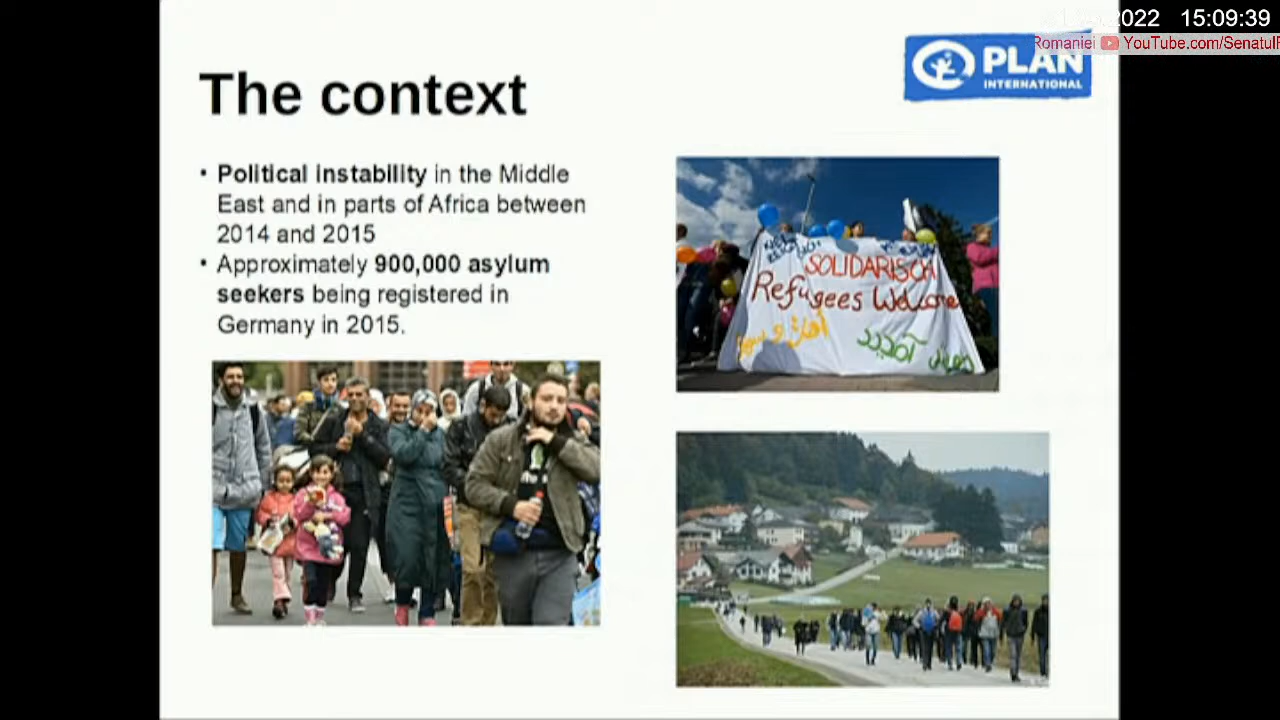 2022 15:09:39
Romaniei YouTube.com/Senatul
PLAN
INTERNATIONAL
The context
• Political instability in the Middle
East and in parts of Africa between
2014 and 2015
• Approximately 900,000 asylum
seekers being registered in
Germany in 2015.
SOLIDARISCH
Refugees Welcome